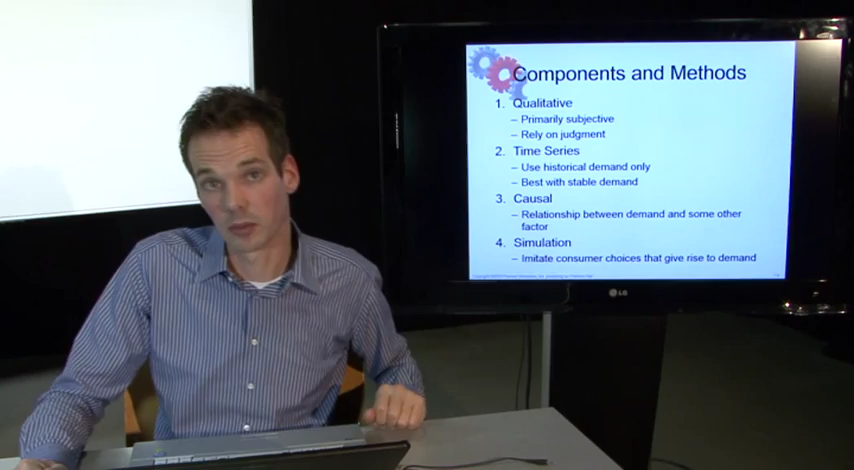 Components and Methods
1. Qualitative
– Primarily subjective
– Rely on judgment
2. Time Series
– Use historical demand only
– Best with stable demand
3. Causal
– Relationship between demand and some other
factor
4. Simulation
– Imitate consumer choices that give rise to demand
LG